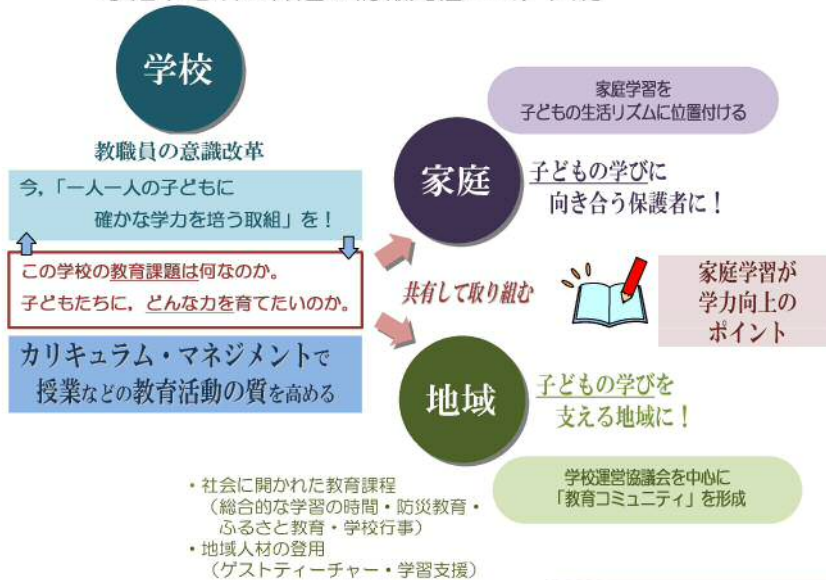 学校
教職員の意識改革
今,「一人一人の子どもに
確かな学力を培う取組」を！
この学校の教育課題は何なのか。
子どもたちに，どんな力を育てたいのか。
カリキュラム・マネジメントで
授業などの教育活動の質を高める
共有して取り組む
家庭学習を
子どもの生活リズムに位置付ける
家庭
子どもの学びに
向き合う保護者に！
家庭学習が
学力向上の
ポイント
地域
子どもの学びを
支える地域に！
学校運営協議会を中心に
「教育コミュニティ」を形成
・社会に開かれた教育課程
（総合的な学習の時間・防災教育・
ふるさと教育・学校行事）
・地域人材の登用
（ゲストティーチャー・学習支援）